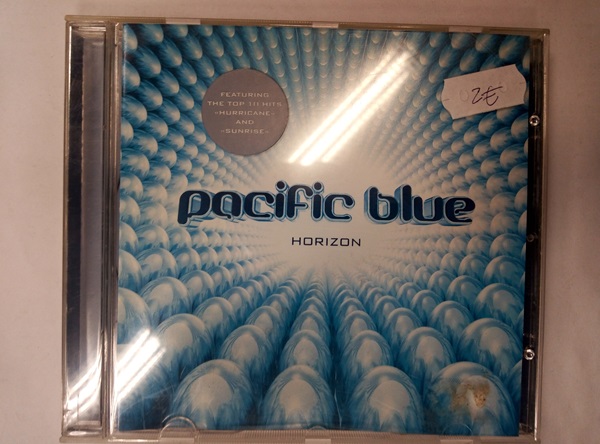 FEATURING
THE TOP 10 HITS
-HURRICANE-
AND
-SUNRISE-
2€
pacific blue
HORIZON